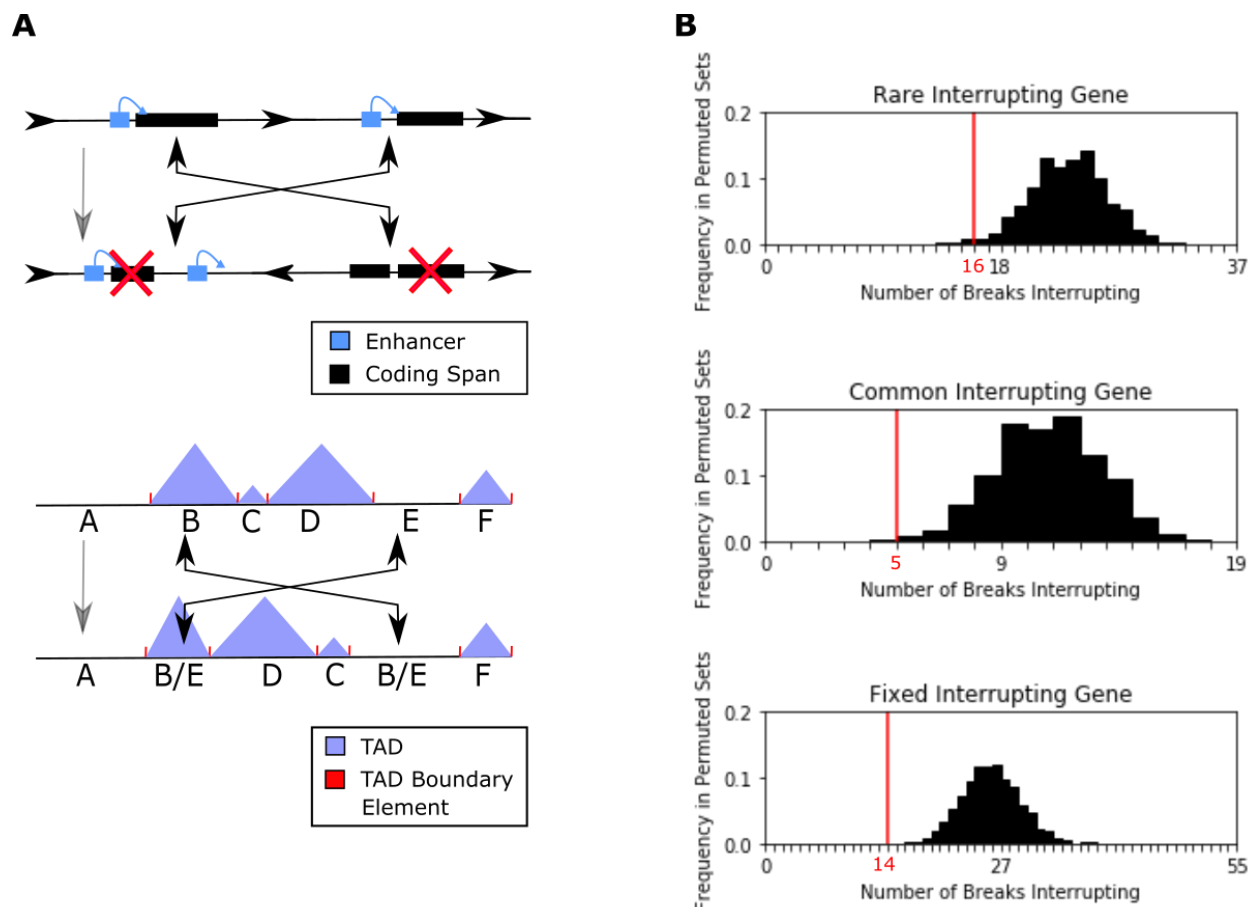 A
Enhancer
Coding Span
A B C D E F
A B/E D C B/E F
TAD
TAD Boundary
Element
B
Rare Interrupting Gene
Frequency in Permuted Sets
0.2
0.1
0.0
0 16 18 37
Number of Breaks Interrupting
Common Interrupting Gene
Frequency in Permuted Sets
0.2
0.1
0.0
0 5 9 19
Number of Breaks Interrupting
Fixed Interrupting Gene
Frequency in Permuted Sets
0.2
0.1
0.0
0 14 27 55
Number of Breaks Interrupting